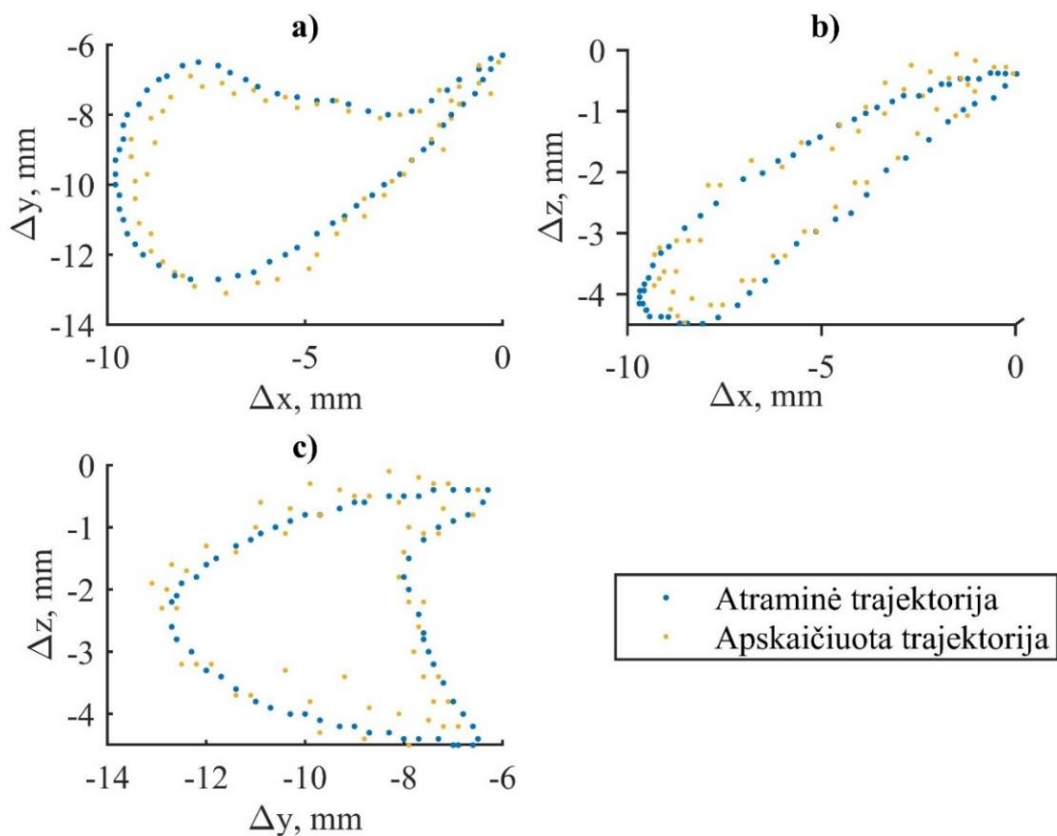 a)
-6
-8
-10
-12
-14
Δy, mm
-10
-5
0
Δx, mm
b)
0
-1
-2
-3
-4
Δz, mm
-10
-5
0
Δx, mm
c)
0
-1
-2
-3
-4
Δz, mm
-14
-12
-10
-8
-6
Δy, mm
Atraminė trajektorija
Apskaičiuota trajektorija